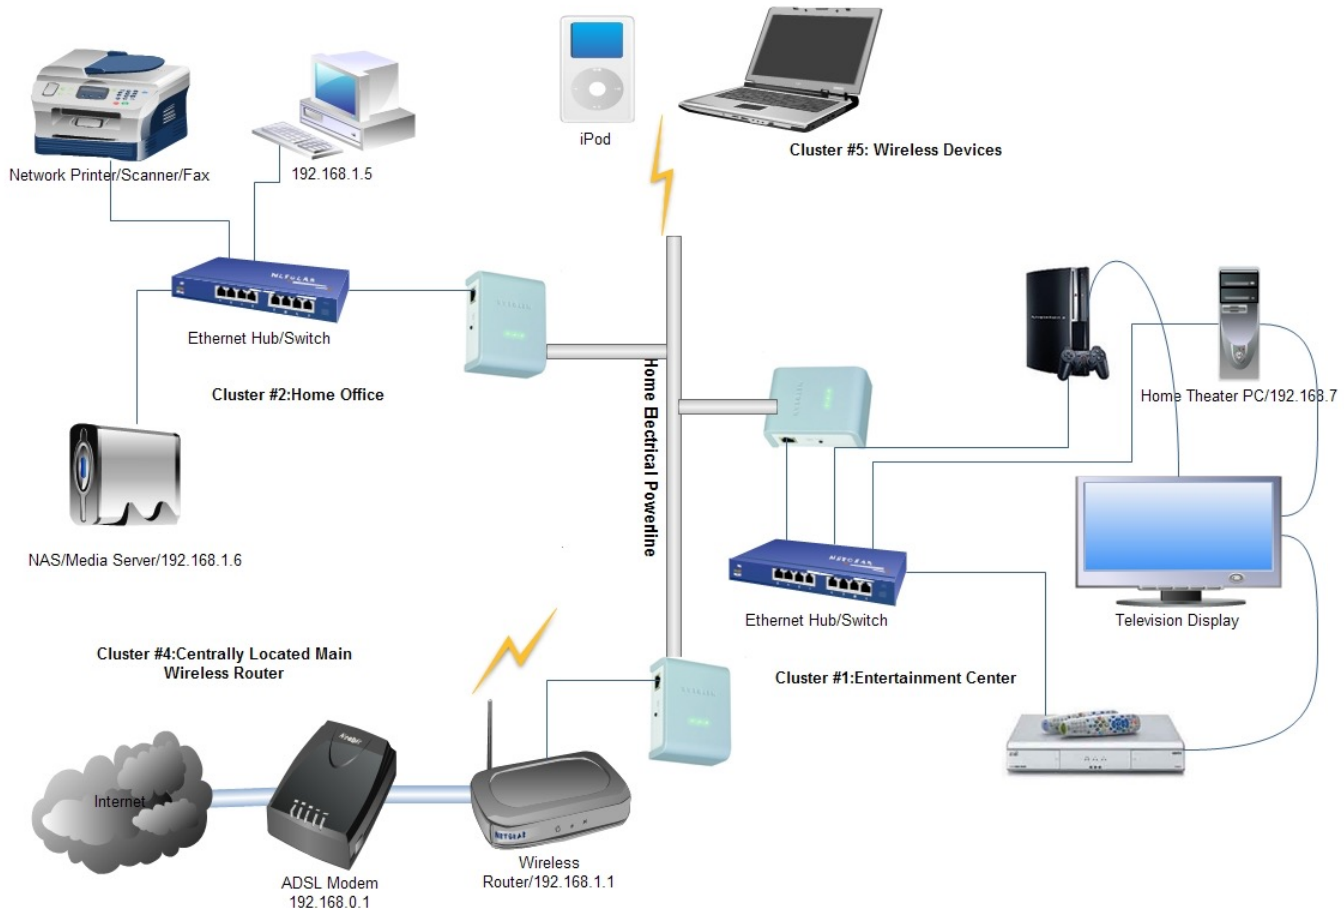 iPod
Cluster #5: Wireless Devices
Network Printer/Scanner/Fax
192.168.1.5
NETGEAR
Ethernet Hub/Switch
Cluster #2:Home Office
Home Electrical Powerline
Home Theater PC/192.168.7
NAS/Media Server/192.168.1.6
NETGEAR
Ethernet Hub/Switch
Television Display
Cluster #4:Centrally Located Main
Wireless Router
Cluster #1:Entertainment Center
Internet
NETGEAR
Wireless
Router/192.168.1.1
ADSL Modem
192.168.0.1